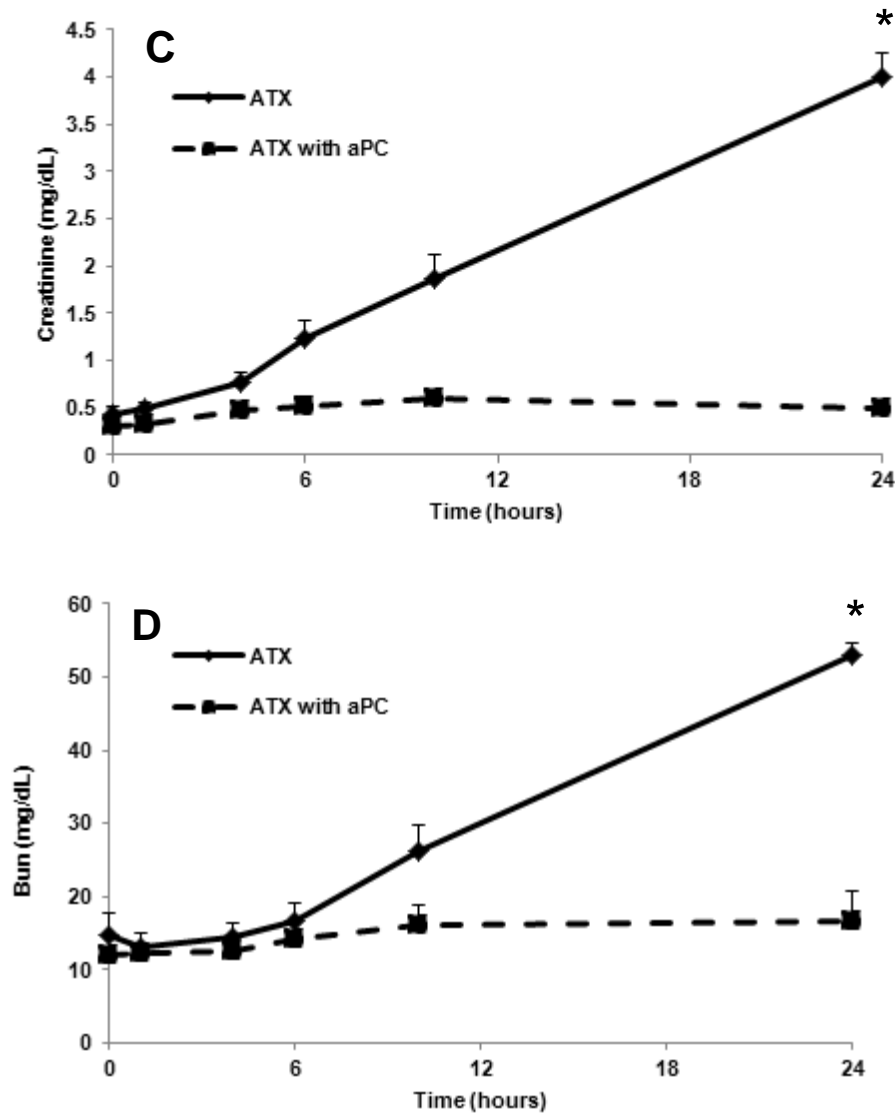 *
C
ATX
ATX with aPC
4.5
4
3.5
3
2.5
2
1.5
1
0.5
0
Creatinine (mg/dL)
0 6 12 18 24
Time (hours)
*
D
ATX
ATX with aPC
60
50
40
30
20
10
0
Bun (mg/dL)
0 6 12 18 24
Time (hours)